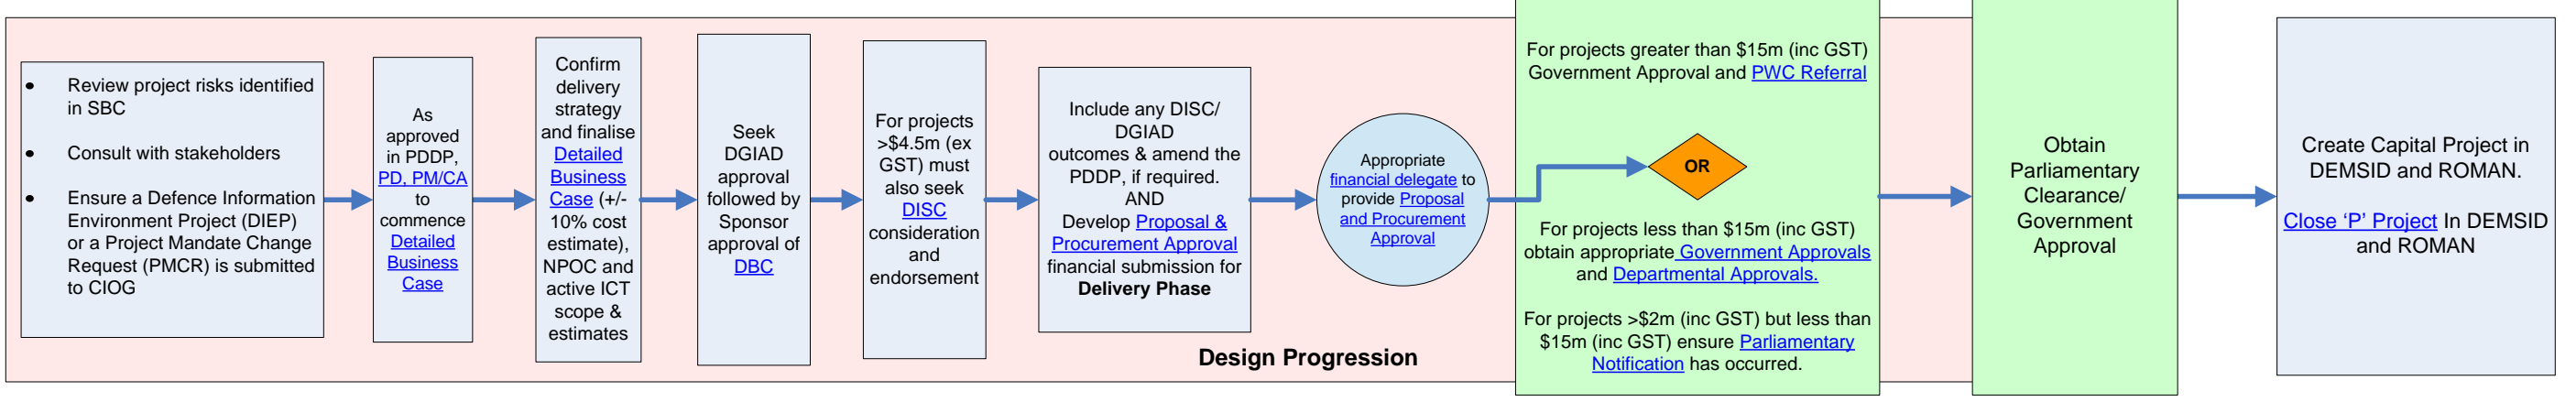 • Review project risks identified
in SBC
• Consult with stakeholders
• Ensure a Defence Information
Environment Project (DIEP)
or a Project Mandate Change
Request (PMCR) is submitted
to CIOG
As
approved
in PDDP,
PD, PM/CA
to
commence
Detailed
Business
Case
Confirm
delivery
strategy
and finalise
Detailed
Business
Case (+/-
10% cost
estimate),
NPOC and
active ICT
scope &
estimates
Seek
DGIAD
approval
followed by
Sponsor
approval of
DBC
For projects
>$4.5m (ex
GST) must
also seek
DISC
consideration
and
endorsement
Include any DISC/
DGIAD
outcomes & amend the
PDDP, if required.
AND
Develop Proposal &
Procurement Approval
financial submission for
Delivery Phase
Appropriate
financial delegate to
provide Proposal
and Procurement
Approval
For projects greater than $15m (inc GST)
Government Approval and PWC Referral
OR
For projects less than $15m (inc GST)
obtain appropriate Government Approvals
and Departmental Approvals.
For projects >$2m (inc GST) but less than
$15m (inc GST) ensure Parliamentary
Notification has occurred.
Obtain
Parliamentary
Clearance/
Government
Approval
Create Capital Project in
DEMSID and ROMAN.
Close ‘P’ Project In DEMSID
and ROMAN
Design Progression